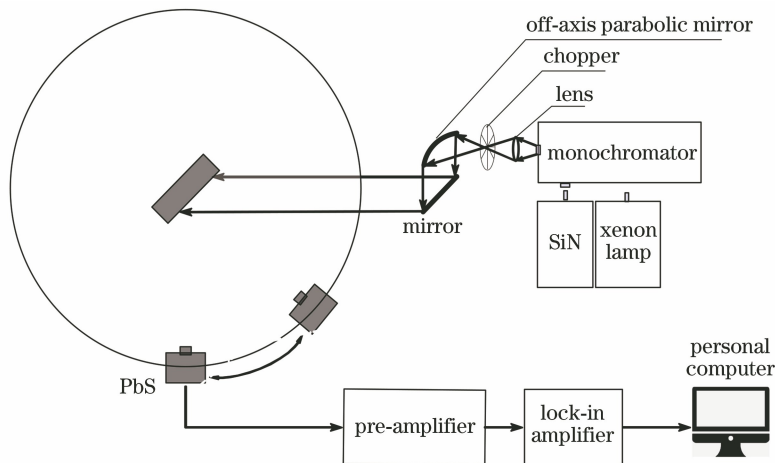 off-axis parabolic mirror
chopper
lens
monochromator
mirror
SiN
xenon
lamp
personal
computer
PbS
pre-amplifier
lock-in
amplifier